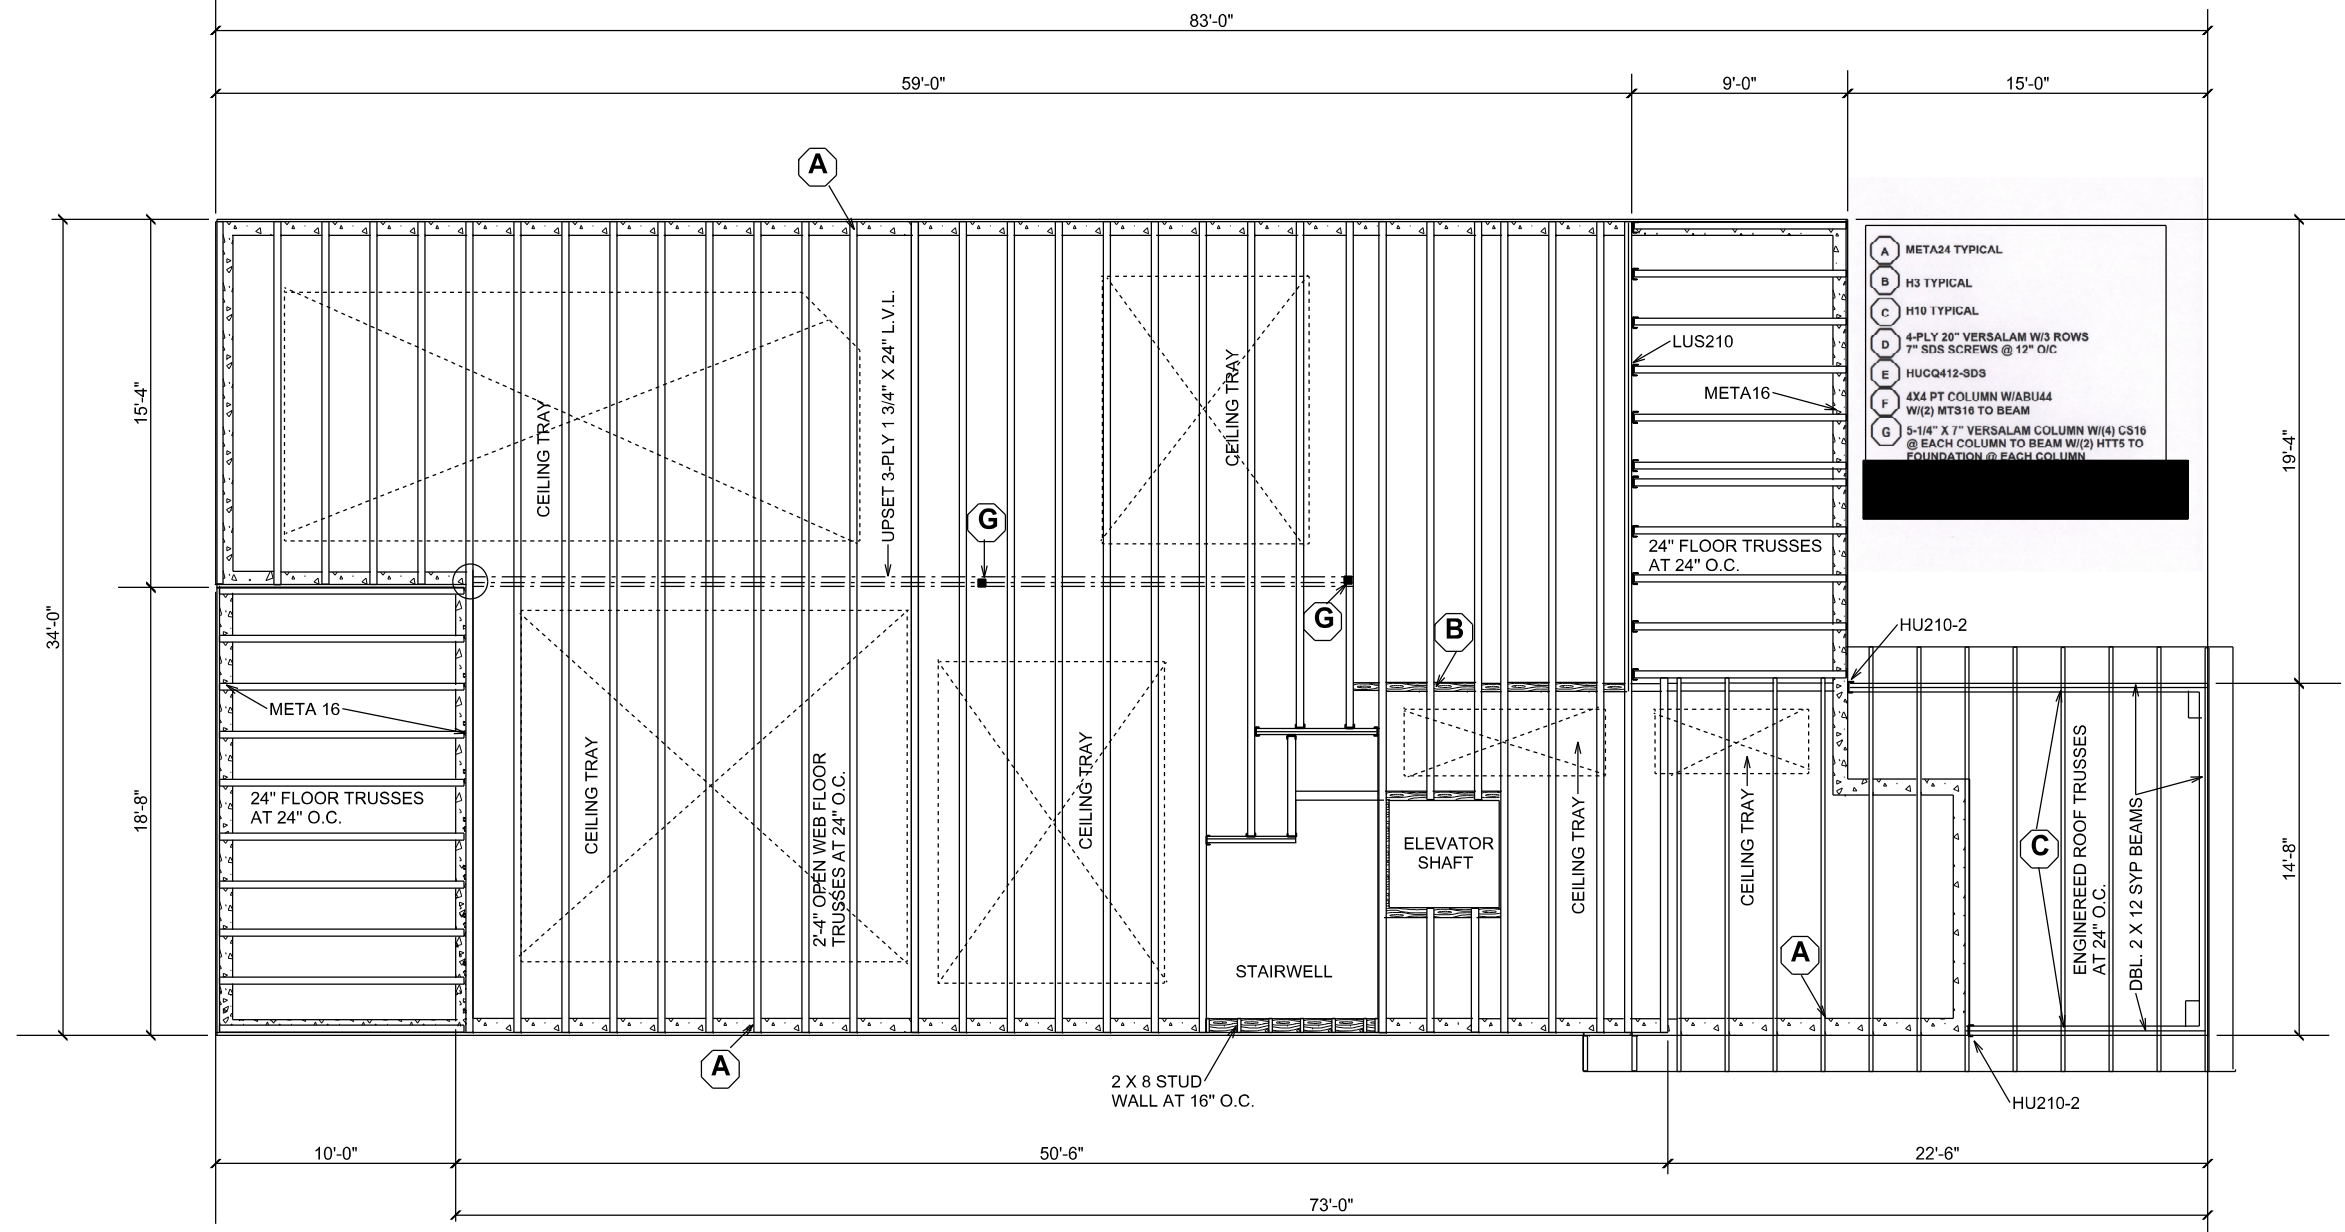 83'-0"
59'-0"
9'-0"
15'-0"
A
A META24 TYPICAL
B H3 TYPICAL
C H10 TYPICAL
D 4-PLY 20" VERSALAM W/3 ROWS
7" SDS SCREWS @ 12" O/C
E HUCQ412-SDS
F 4X4 PT COLUMN W/ABU44
W/(2) MTS16 TO BEAM
G 5-1/4" X 7" VERSALAM COLUMN W/(4) CS16
@ EACH COLUMN TO BEAM W/(2) HTT5 TO
FOUNDATION @ EACH COLUMN
LUS210
META16
15'-4"
CEILING TRAY
UPSET 3-PLY 1 3/4" X 24" L.V.L.
CEILING TRAY
19'-4"
G
24" FLOOR TRUSSES
AT 24" O.C.
34'-0"
G
B
HU210-2
META 16
18'-8"
24" FLOOR TRUSSES
AT 24" O.C.
CEILING TRAY
2'-4" OPEN WEB FLOOR
TRUSSES AT 24" O.C.
CEILING TRAY
ELEVATOR
SHAFT
CEILING TRAY
CEILING TRAY
C
ENGINEREED ROOF TRUSSES
AT 24" O.C.
DBL. 2 X 12 SYP BEAMS
14'-8"
STAIRWELL
A
A
2 X 8 STUD
WALL AT 16" O.C.
HU210-2
10'-0"
50'-6"
22'-6"
73'-0"